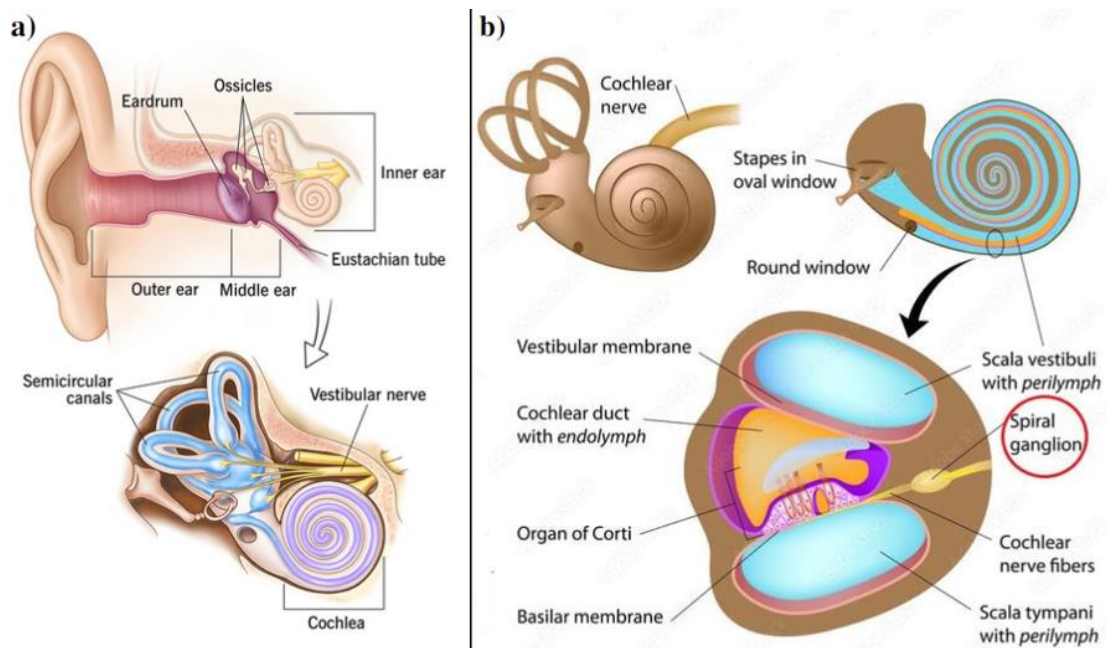 a)
Ossicles
Eardrum
Inner ear
Eustachian tube
Outer ear
Middle ear
Semicircular
canals
Vestibular nerve
Cochlea
b)
Cochlear
nerve
Stapes in
oval window
Round window
Vestibular membrane
Scala vestibuli
with perilymph
Cochlear duct
with endolymph
Spiral
ganglion
Organ of Corti
Cochlear
nerve fibers
Basilar membrane
Scala tympani
with perilymph